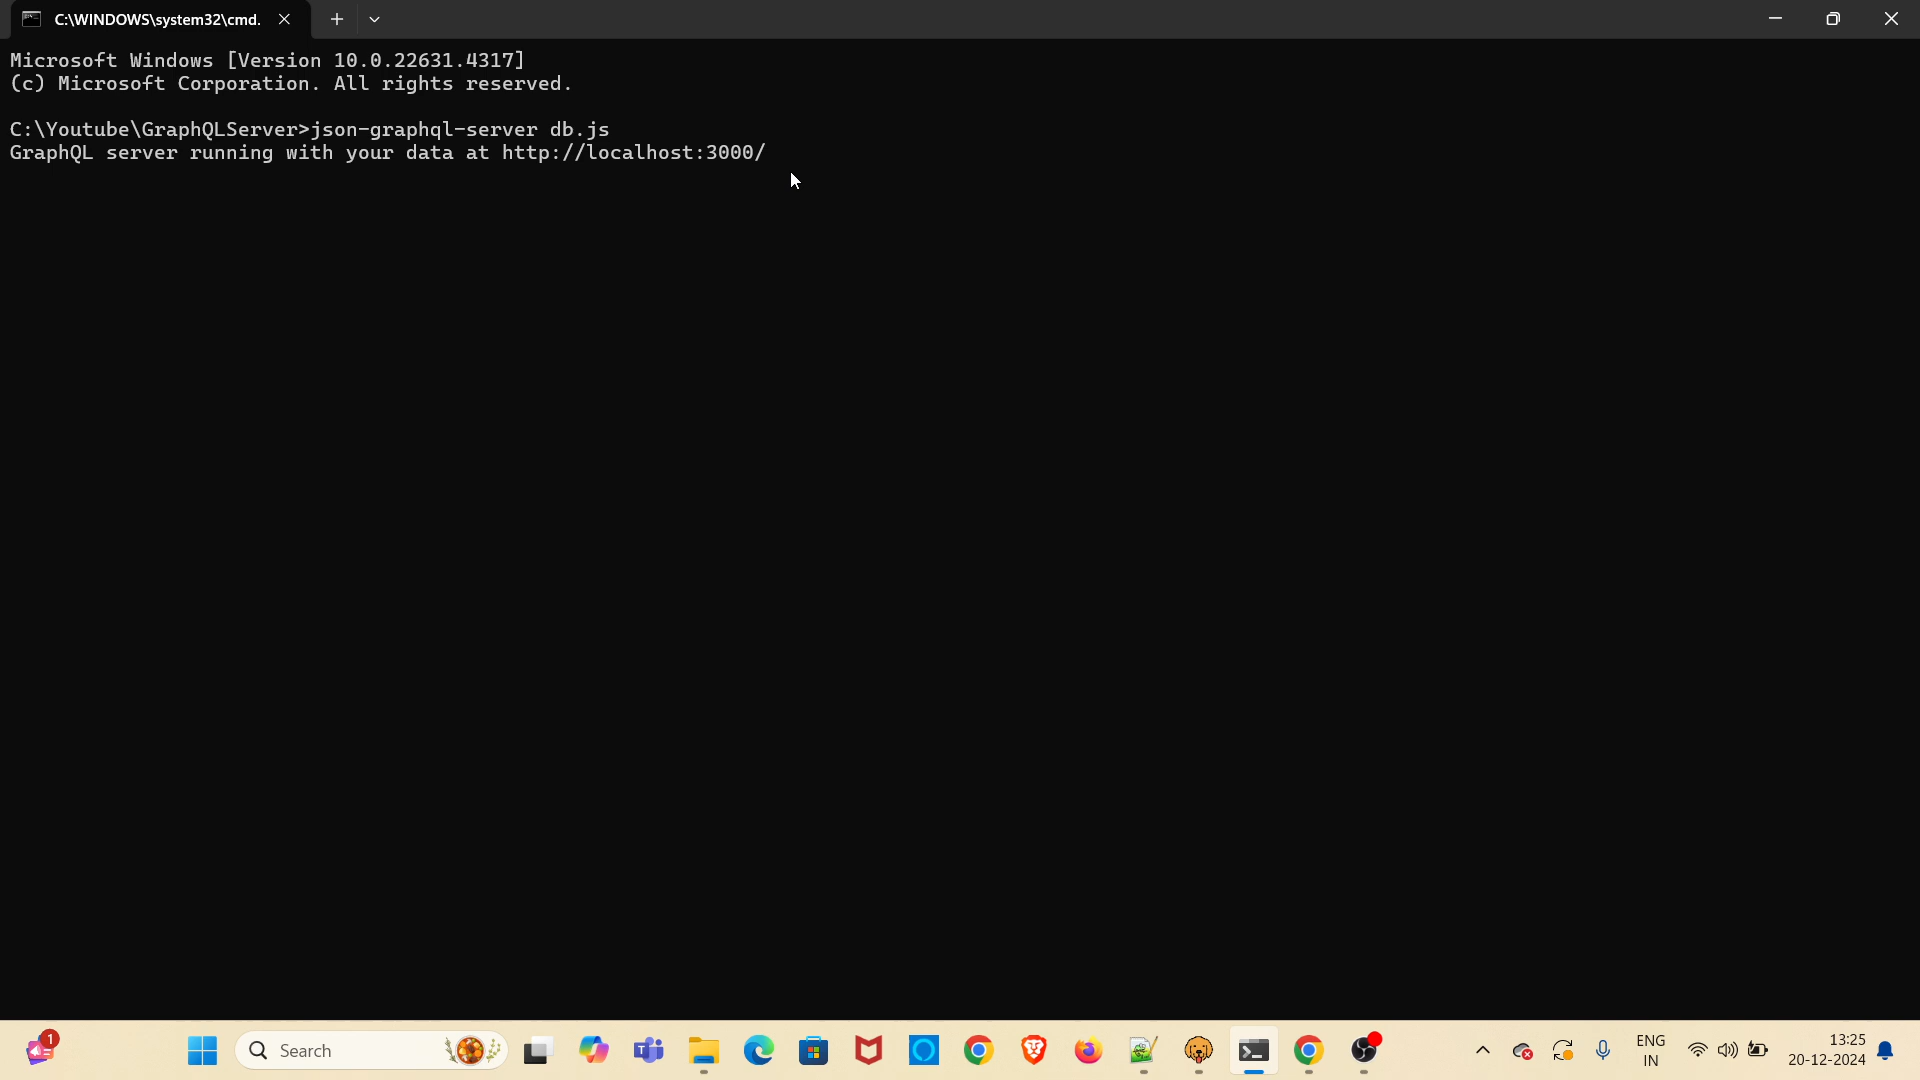 C:\WINDOWS\system32\cmd.
Microsoft Windows [Version 10.0.22631.4317]
(c) Microsoft Corporation. All rights reserved.
C:\Youtube\GraphQLServer>json-graphql-server db.js
GraphQL server running with your data at http://localhost:3000/
1
Search
ENG
IN
13:25
20-12-2024